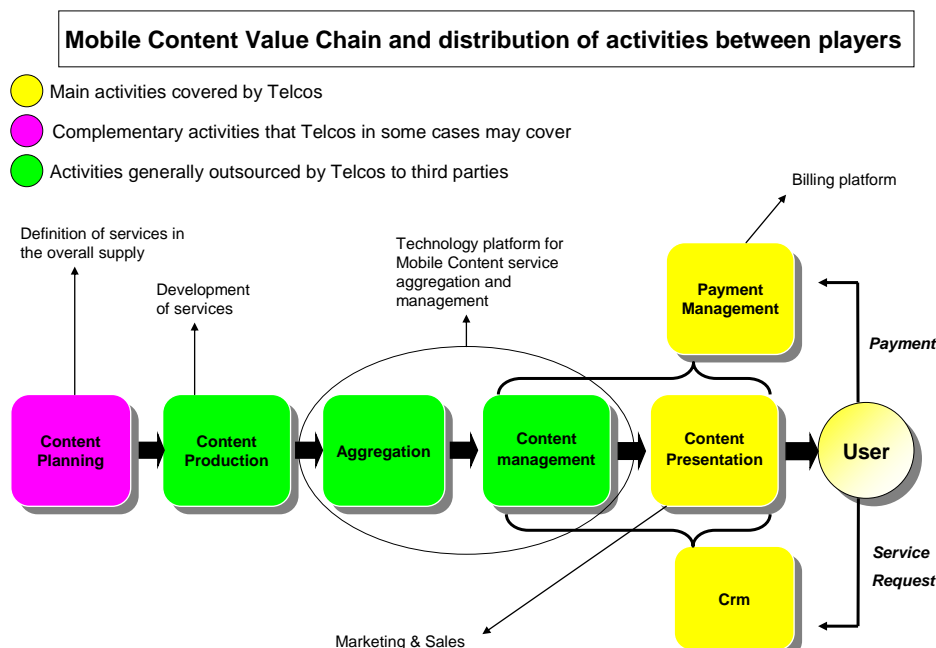 Mobile Content Value Chain and distribution of activities between players
Main activities covered by Telcos
Complementary activities that Telcos in some cases may cover
Activities generally outsourced by Telcos to third parties
Billing platform
Definition of services in
the overall supply
Technology platform for
Mobile Content service
aggregation and
management
Development
of services
Payment
Management
Payment
Content
Planning
Content
Production
Aggregation
Content
management
Content
Presentation
User
Service
Request
Crm
Marketing & Sales